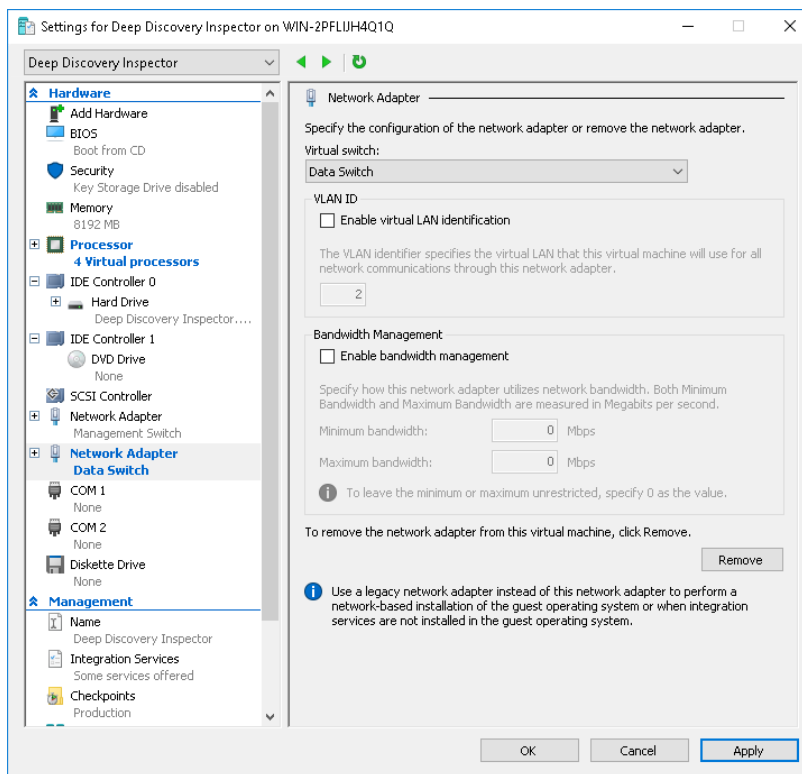 Settings for Deep Discovery Inspector on WIN-2PFLIJH4Q1Q
Deep Discovery Inspector
Hardware
Add Hardware
BIOS
Boot from CD
Security
Key Storage Drive disabled
Memory
8192 MB
Processor
4 Virtual processors
IDE Controller 0
Hard Drive
Deep Discovery Inspector....
IDE Controller 1
DVD Drive
None
SCSI Controller
Network Adapter
Management Switch
Network Adapter
Data Switch
COM 1
None
COM 2
None
Diskette Drive
None
Management
Name
Deep Discovery Inspector
Integration Services
Some services offered
Checkpoints
Production
Network Adapter
Specify the configuration of the network adapter or remove the network adapter.
Virtual switch:
Data Switch
VLAN ID
Enable virtual LAN identification
The VLAN identifier specifies the virtual LAN that this virtual machine will use for all
network communications through this network adapter.
2
Bandwidth Management
Enable bandwidth management
Specify how this network adapter utilizes network bandwidth. Both Minimum
Bandwidth and Maximum Bandwidth are measured in Megabits per second.
Minimum bandwidth: 0 Mbps
Maximum bandwidth: 0 Mbps
To leave the minimum or maximum unrestricted, specify 0 as the value.
To remove the network adapter from this virtual machine, click Remove.
Remove
Use a legacy network adapter instead of this network adapter to perform a
network-based installation of the guest operating system or when integration
services are not installed in the guest operating system.
OK Cancel Apply